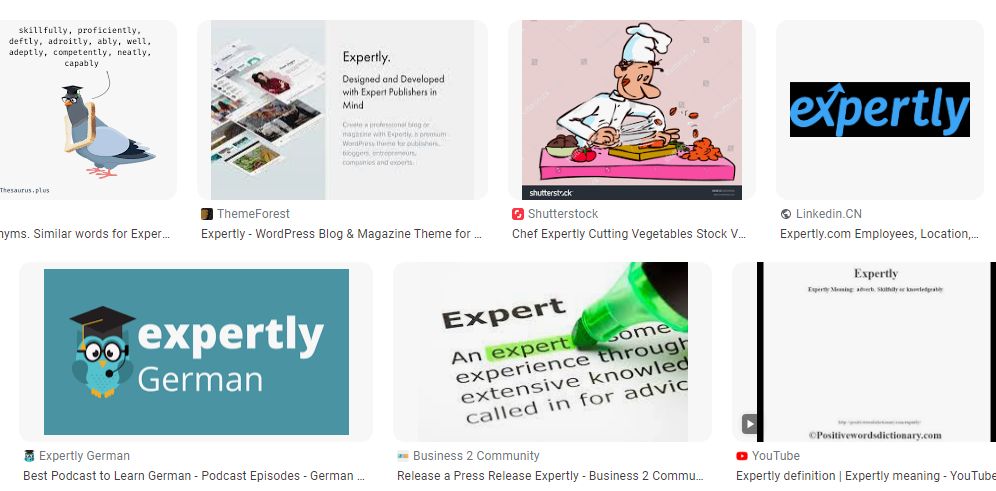 skillfully, proficiently,
deftly, adroitly, ably, well,
adeptly, competently, neatly,
capably
Thesaurus.plus
nyms. Similar words for Exper...
Expertly.
Designed and Developed
with Expert Publishers in
Mind
Create a professional blog or
magazine with Expertly, a premium
WordPress theme for publishers,
bloggers, entrepreneurs,
companies and experts.
ThemeForest
Expertly - WordPress Blog & Magazine Theme for ...
shutterstock
Shutterstock
Chef Expertly Cutting Vegetables Stock V...
expertly
Linkedin.CN
Expertly.com Employees, Location,...
expertly
German
Expertly German
Best Podcast to Learn German - Podcast Episodes - German ...
Expert
An expert some
experience through
extensive knowled
called in for advic
Business 2 Community
Release a Press Release Expertly - Business 2 Commu...
Expertly
Expertly Meaning: adverb. Skilfully or knowledgeably
©Positivewordsdictionary.com
YouTube
Expertly definition | Expertly meaning - YouTube